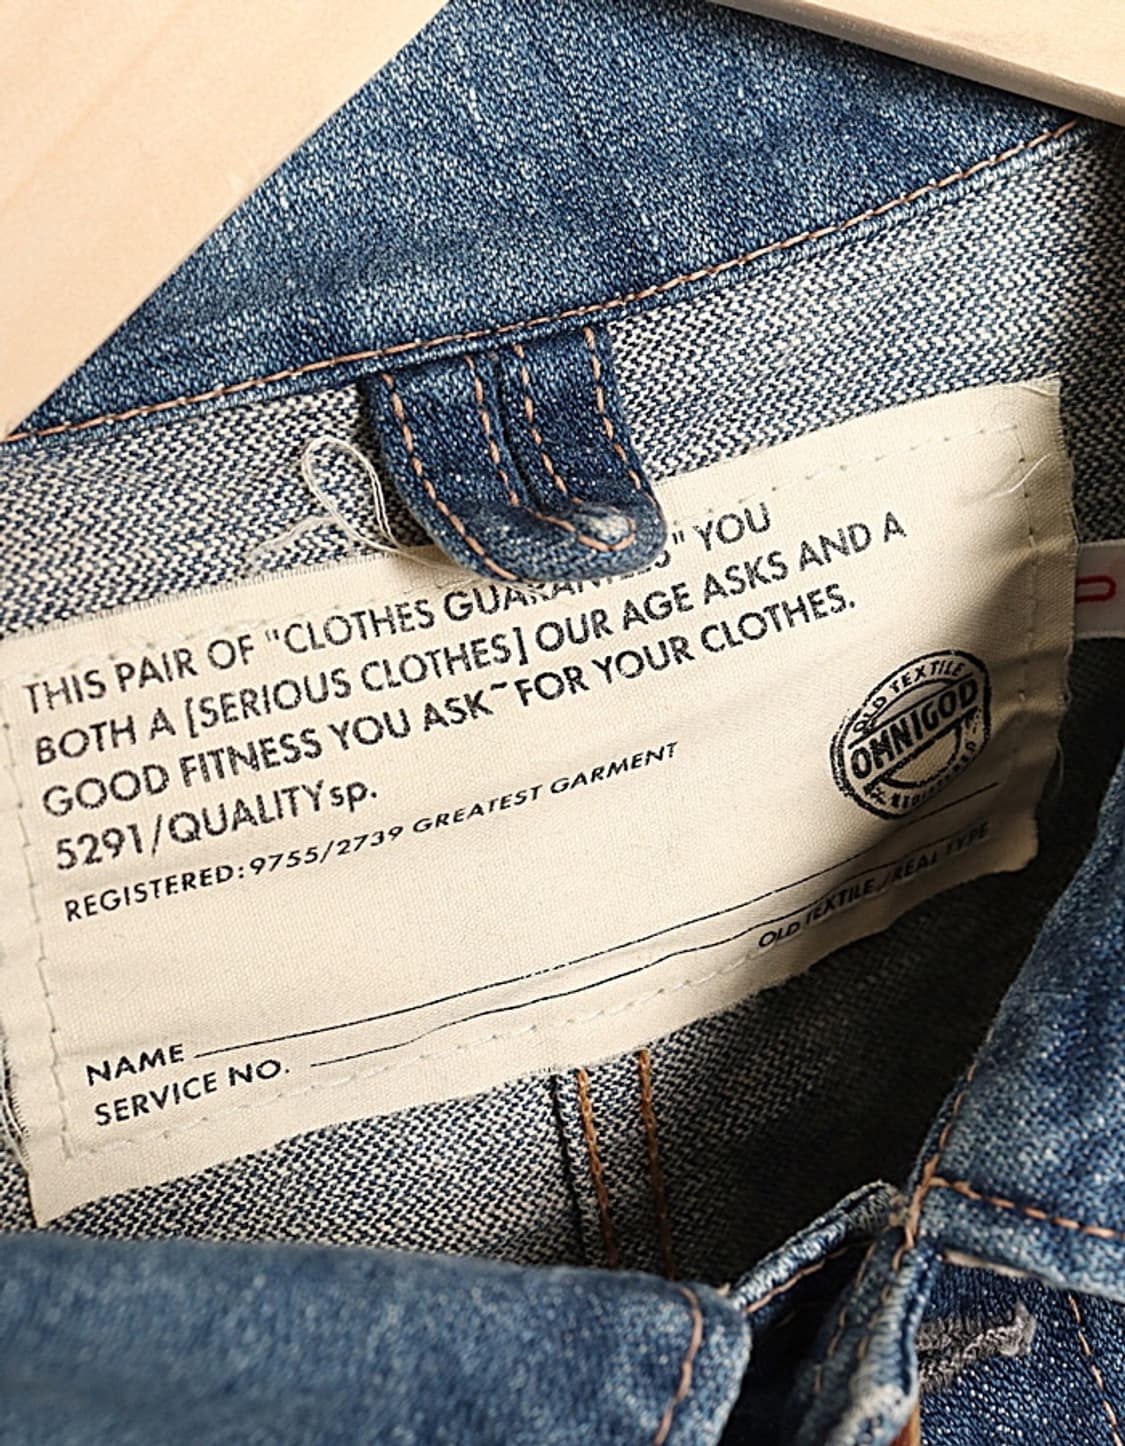 THIS PAIR OF "CLOTHES YOU
BOTH A [SERIOUS CLOTHES] OUR AGE ASKS AND A
GOOD FITNESS YOU ASK~FOR YOUR CLOTHES.
5291/QUALITY sp.
REGISTERED:9755/2739 GREATEST GARMENT
OLD TEXTILE
OMNIGOD
REGISTERED
OLD TEXTILE/REAL TYPE
NAME
SERVICE NO.